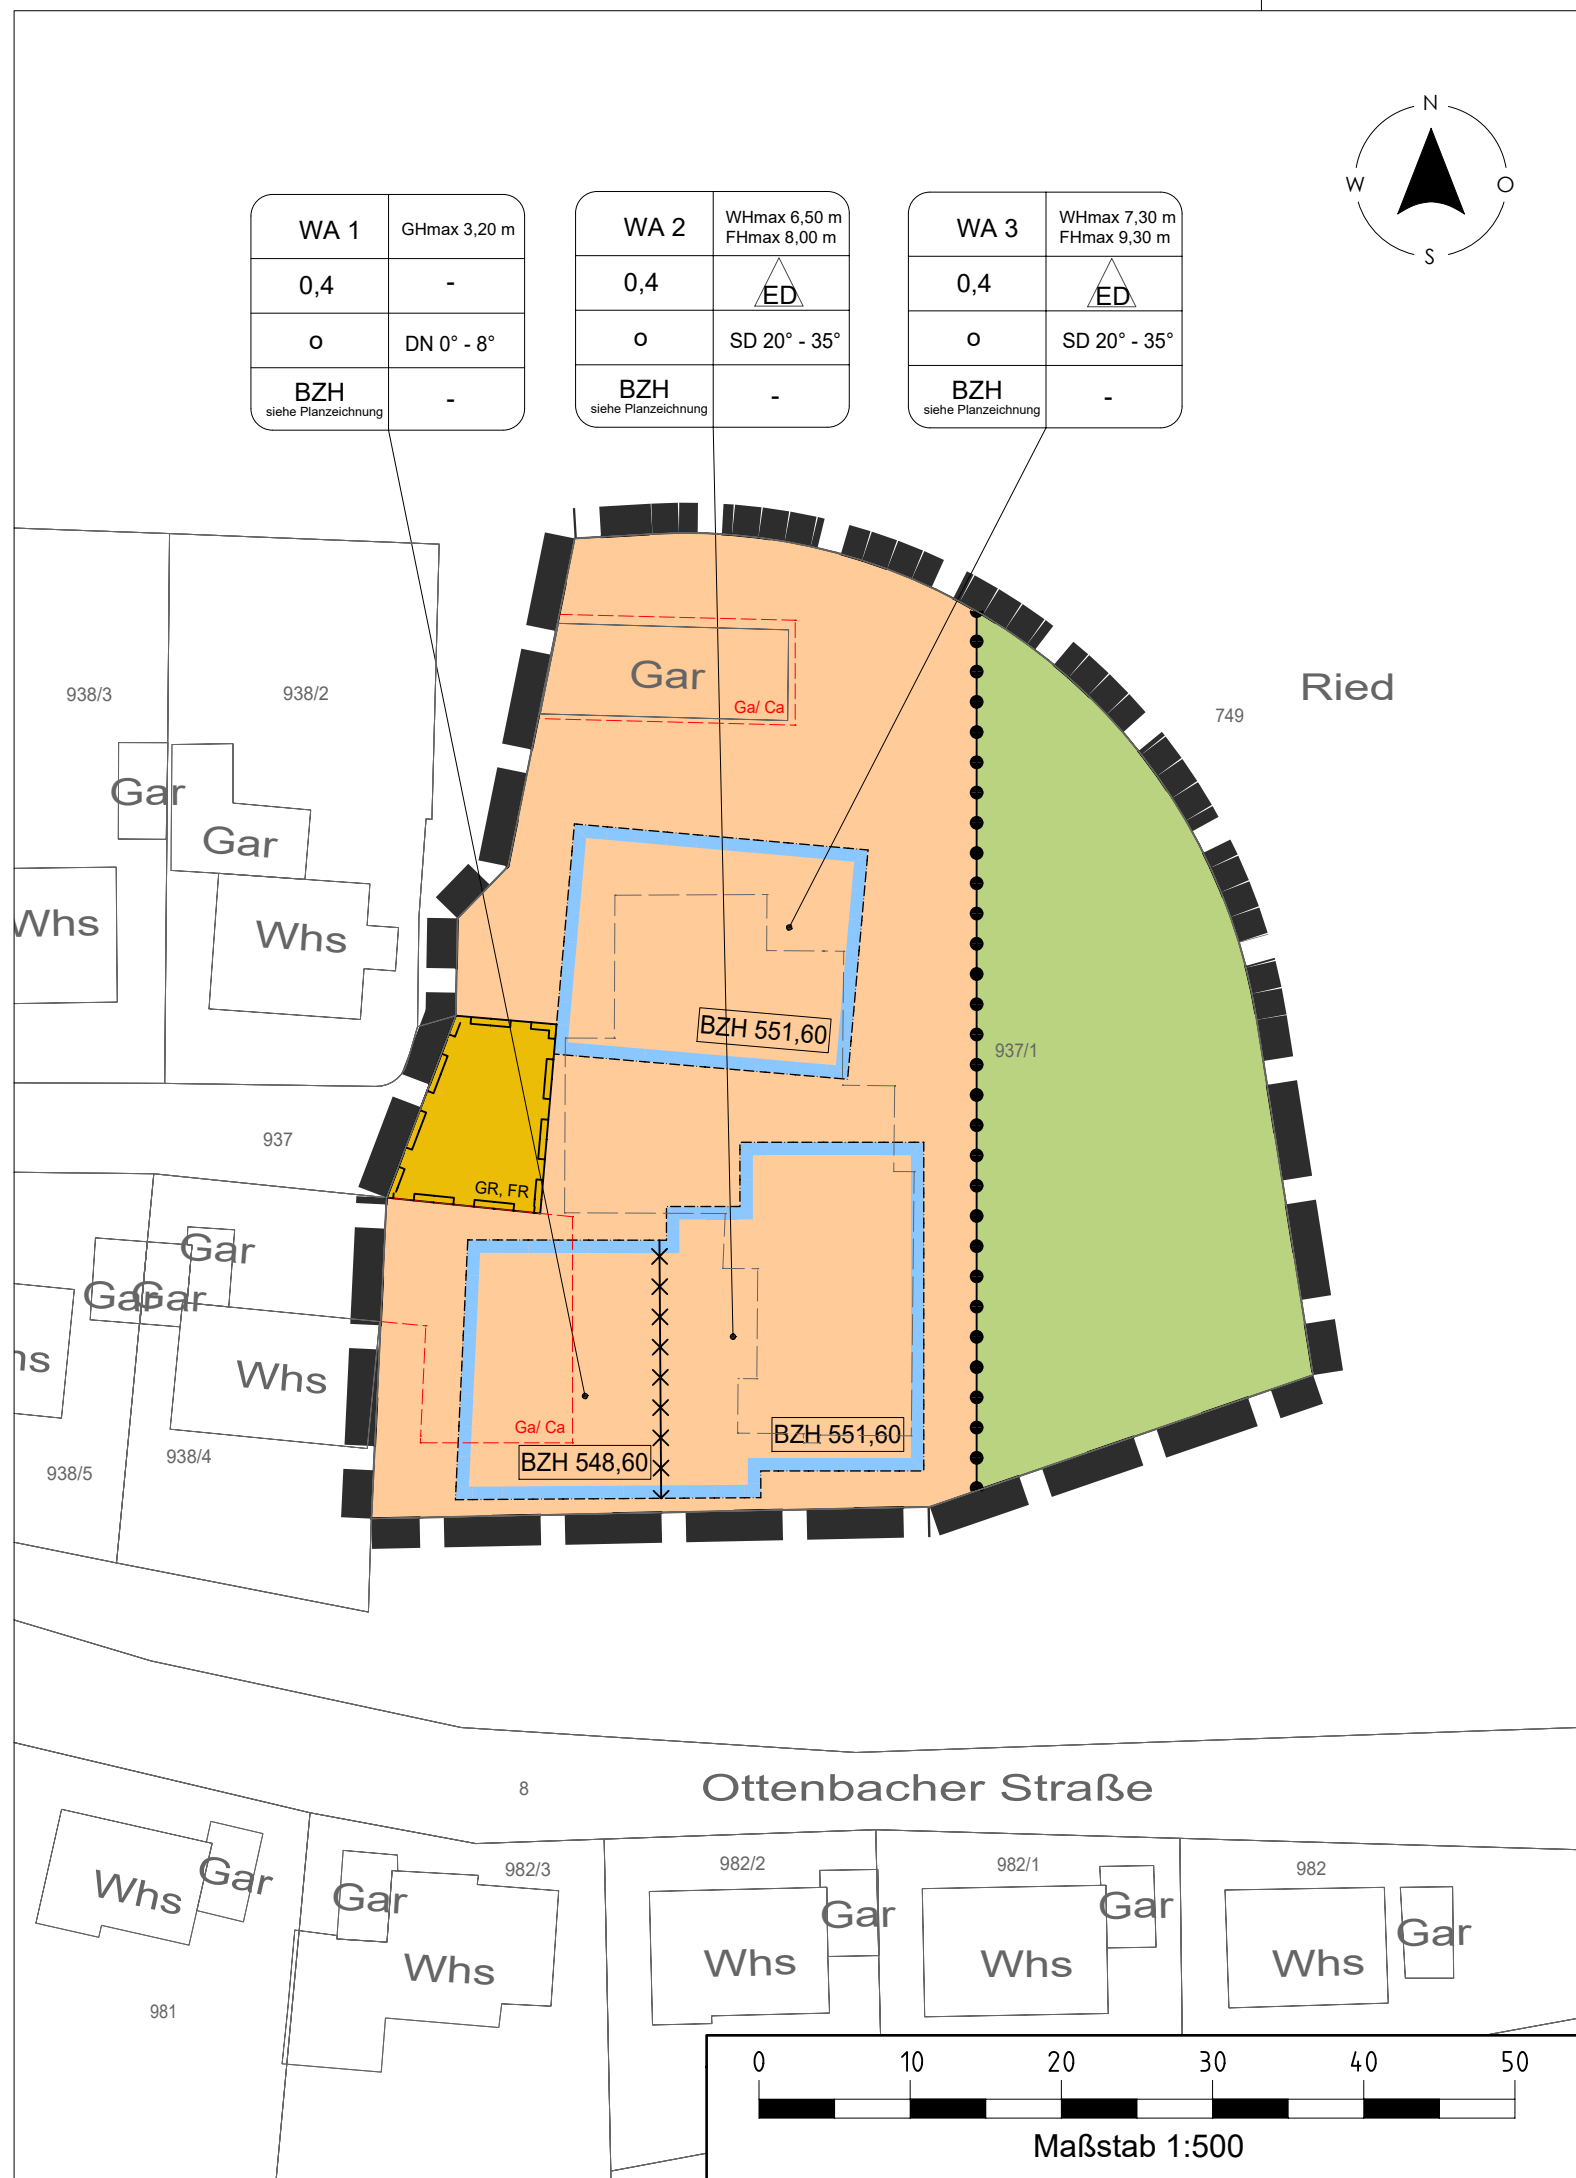 N
W
O
S
WA 1
GHmax 3,20 m
0,4
-
o
DN 0° - 8°
BZH
siehe Planzeichnung
-
WA 2
WHmax 6,50 m
FHmax 8,00 m
0,4
ED
o
SD 20° - 35°
BZH
siehe Planzeichnung
-
WA 3
WHmax 7,30 m
FHmax 9,30 m
0,4
ED
o
SD 20° - 35°
BZH
siehe Planzeichnung
-
938/3
938/2
Gar
Ga/ Ca
Ried
749
Gar
Gar
Whs
Whs
BZH 551,60
937/1
937
GR, FR
Gar
Gar
Gar
hs
Whs
Ga/ Ca
BZH 551,60
BZH 548,60
938/5
938/4
8
Ottenbacher Straße
Whs
Gar
Gar
982/3
Whs
981
982/2
Gar
Whs
982/1
Gar
Whs
982
Gar
Whs
0 10 20 30 40 50
Maßstab 1:500